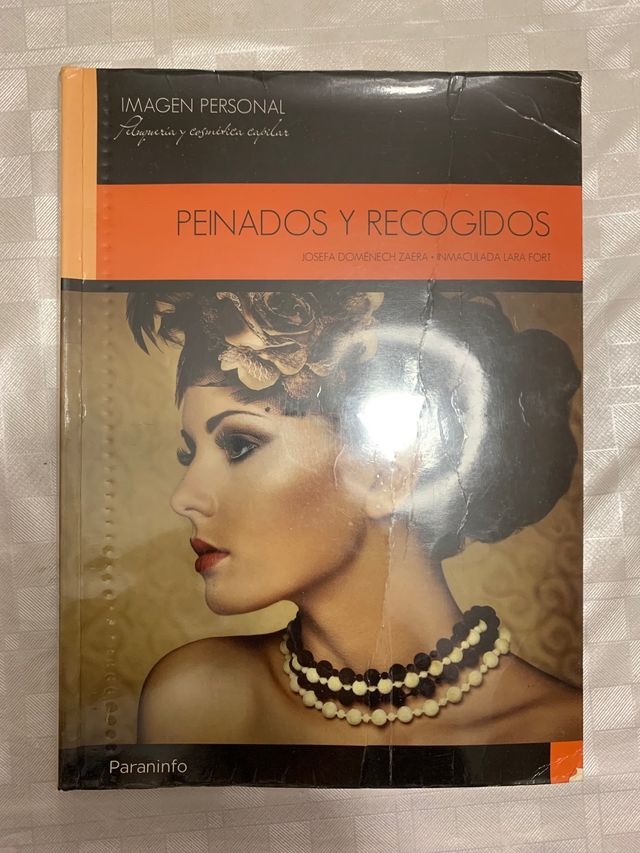 IMAGEN PERSONAL
Peluquería y cosmética capilar
PEINADOS Y RECOGIDOS
JOSEFA DOMÉNECH ZAERA • INMACULADA LARA FORT
Paraninfo